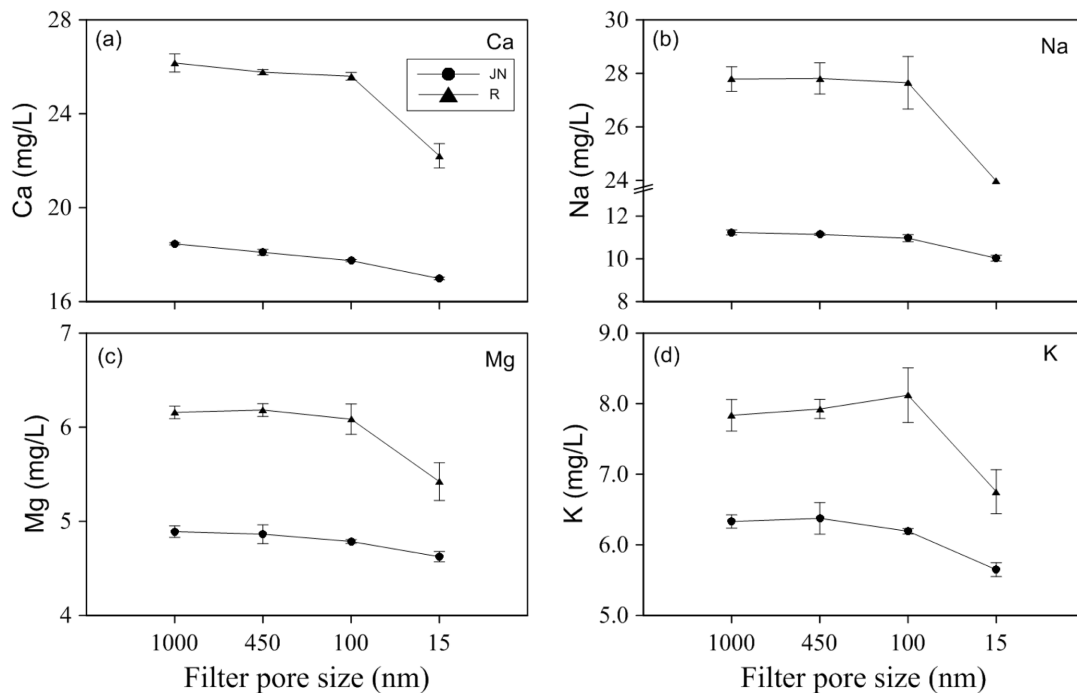 (a)
Ca
JN
R
28
24
20
16
Ca (mg/L)
(b)
Na
30
28
26
24
12
10
8
Na (mg/L)
(c)
Mg
7
6
5
4
Mg (mg/L)
1000 450 100 15
Filter pore size (nm)
(d)
K
9.0
8.0
7.0
6.0
5.0
K (mg/L)
1000 450 100 15
Filter pore size (nm)